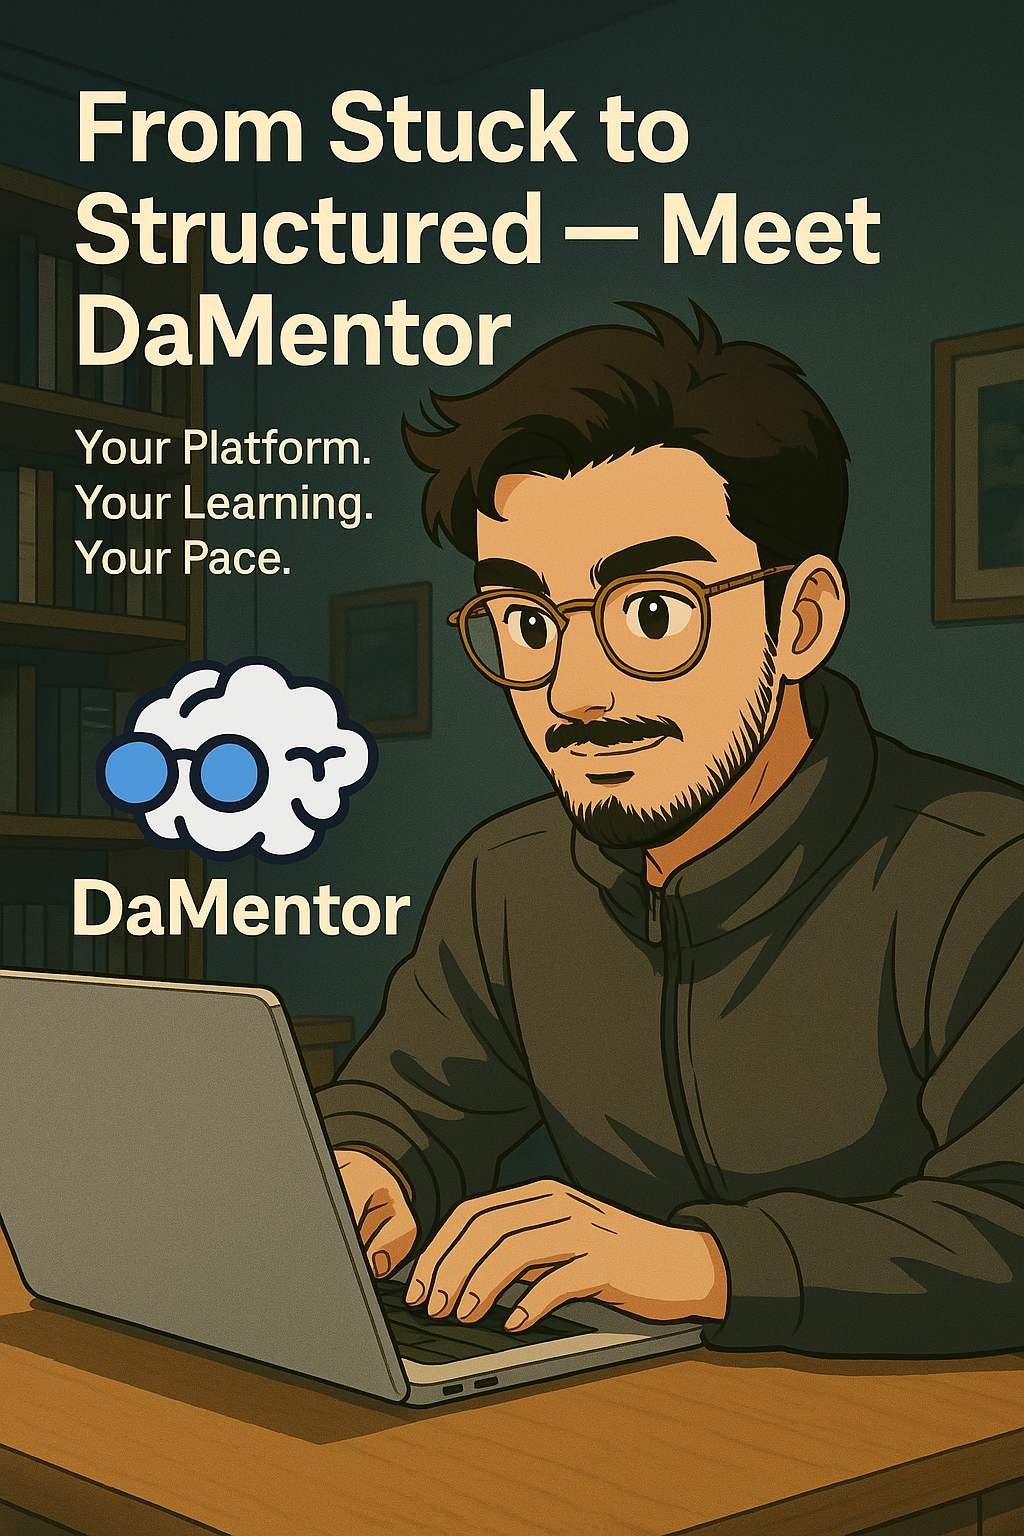 From Stuck to
Structured — Meet
DaMentor
Your Platform.
Your Learning.
Your Pace.
DaMentor